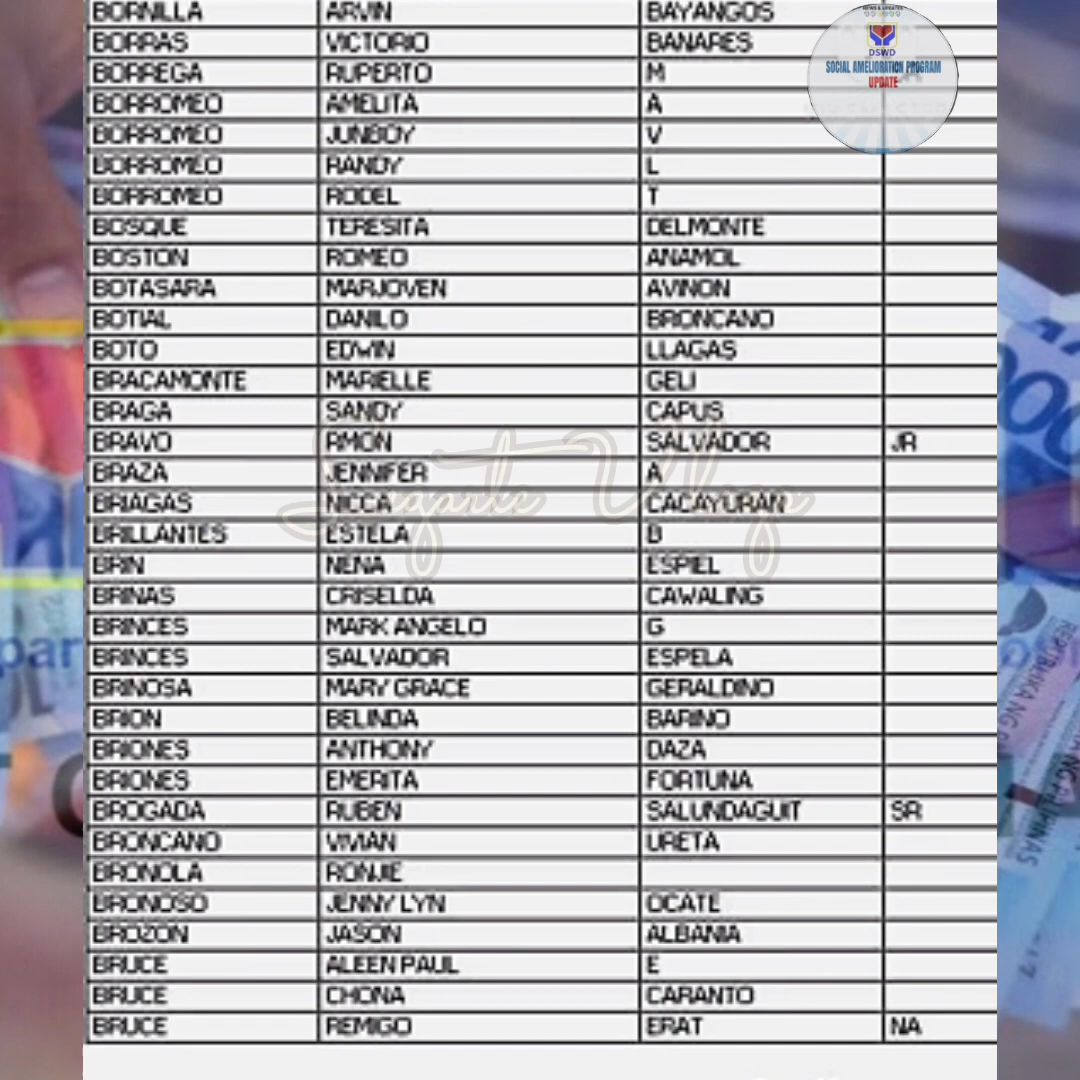 BORNILLA ARVIN BAYANGOS
BORRAS VICTORIO BANARES
BORREGA RUPERTO M
BORROMEO AMELITA A
BORROMEO JUNBOY V
BORROMEO RANDY L
BORROMEO RODEL T
BOSQUE TERESITA DELMONTE
BOSTON ROMEO ANAMOL
BOTASARA MARJOVEN AVINON
BOTIAL DANILO BRONCANO
BOTO EDWIN LLAGAS
BRACAMONTE MARIELLE GELI
BRAGA SANDY CAPUS
BRAVO RMON SALVADOR JR
BRAZA JENNIFER A
BRIAGAS NICCA CACAYURAN
BRILLANTES ESTELA B
BRIN NENA ESPIEL
BRINAS CRISELDA CAWALING
BRINCES MARK ANGELO G
BRINCES SALVADOR ESPELA
BRINOSA MARY GRACE GERALDINO
BRION BELINDA BARINO
BRIONES ANTHONY DAZA
BRIONES EMERITA FORTUNA
BROGADA RUBEN SALUNDAGUIT SR
BRONCANO VIVIAN URETA
BRONOLA RONJIE
BRONOSO JENNY LYN OCATE
BROZON JASON ALBANIA
BRUCE ALEEN PAUL E
BRUCE CHONA CARANTO
BRUCE REMIGO ERAT NA
NEWS & UPDATES
DSWD
SOCIAL AMELIORATION PROGRAM
UPDATE
par